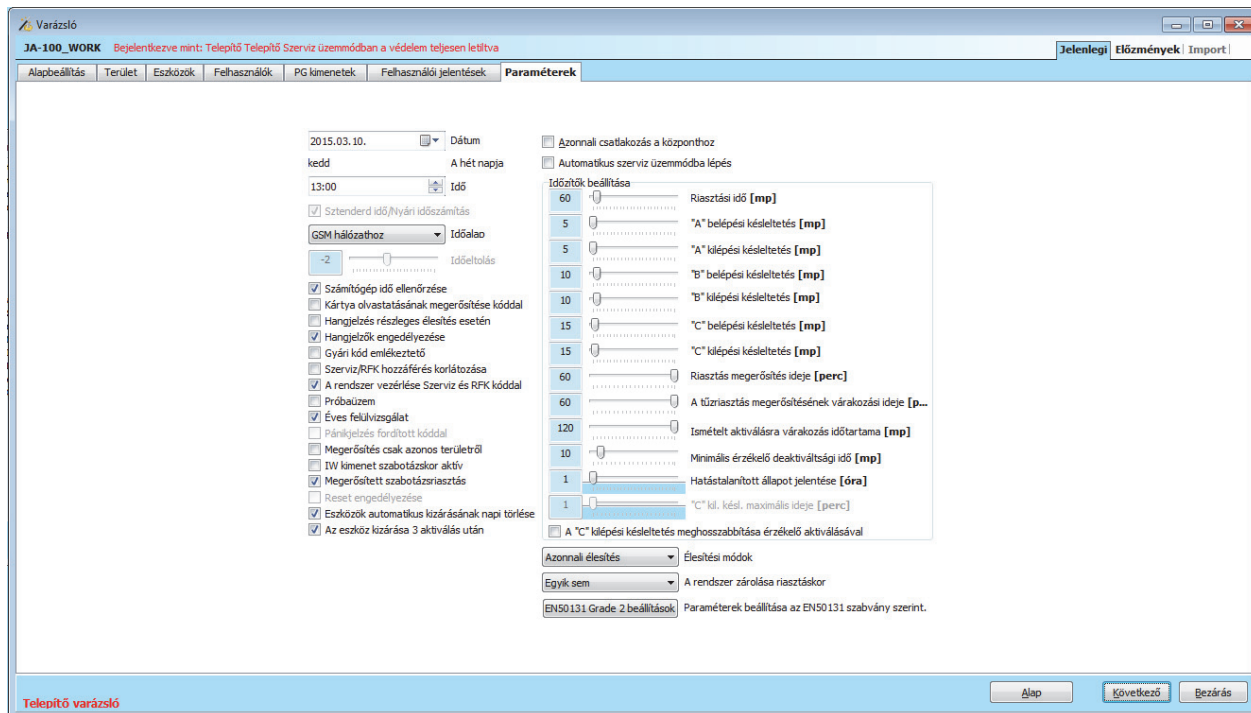 Varázsló
JA-100_WORK Bejelentkezve mint: Telepítő Telepítő Szerviz üzemmódban a védelem teljesen letiltva
Jelenlegi Előzmények Import
Alapbeállítás Terület Eszközök Felhasználók PG kimenetek Felhasználói jelentések Paraméterek
2015.03.10. Dátum
kedd A hét napja
13:00 Idő
Sztenderd idő/Nyári időszámítás
GSM hálózathoz Időalap
-2 Időeltolás
Számítógép idő ellenőrzése
Kártya olvastatásának megerősítése kóddal
Hangjelzés részleges élesítés esetén
Hangjelzők engedélyezése
Gyári kód emlékeztető
Szerviz/RFK hozzáférés korlátozása
A rendszer vezérlése Szerviz és RFK kóddal
Próbaüzem
Éves felülvizsgálat
Pánikjelzés fordított kóddal
Megerősítés csak azonos területről
IW kimenet szabotázskor aktív
Megerősített szabotázsriasztás
Reset engedélyezése
Eszközök automatikus kizárásának napi törlése
Az eszköz kizárása 3 aktiválás után
Azonnali csatlakozás a központhoz
Automatikus szerviz üzemmódba lépés
Időzítők beállítása
60 Riasztási idő [mp]
5 "A" belépési késleltetés [mp]
5 "A" kilépési késleltetés [mp]
10 "B" belépési késleltetés [mp]
10 "B" kilépési késleltetés [mp]
15 "C" belépési késleltetés [mp]
15 "C" kilépési késleltetés [mp]
60 Riasztás megerősítés ideje [perc]
60 A tűzriasztás megerősítésének várakozási ideje [p...
120 Ismételt aktiválásra várakozás időtartama [mp]
10 Minimális érzékelő deaktiváltsági idő [mp]
1 Hatástalanított állapot jelentése [óra]
1 "C" kil. késl. maximális ideje [perc]
A "C" kilépési késleltetés meghosszabbítása érzékelő aktiválásával
Azonnali élesítés Élesítési módok
Egyik sem A rendszer zárolása riasztáskor
EN50131 Grade 2 beállítások Paraméterek beállítása az EN50131 szabvány szerint.
Telepítő varázsló
Alap Következő Bezárás